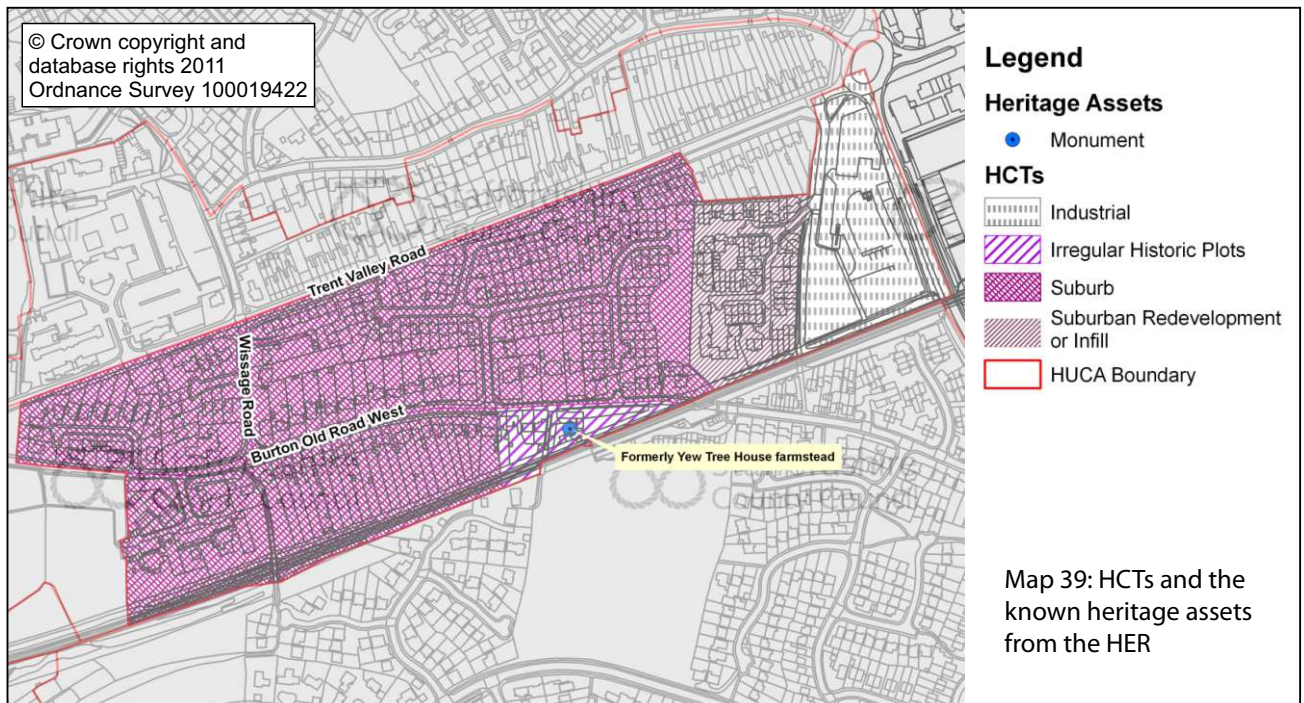 © Crown copyright and
database rights 2011
Ordnance Survey 100019422
Trent Valley Road
Wissage Road
Burton Old Road West
Formerly Yew Tree House farmstead
Legend
Heritage Assets
Monument
HCTs
Industrial
Irregular Historic Plots
Suburb
Suburban Redevelopment
or Infill
HUCA Boundary
Map 39: HCTs and the
known heritage assets
from the HER